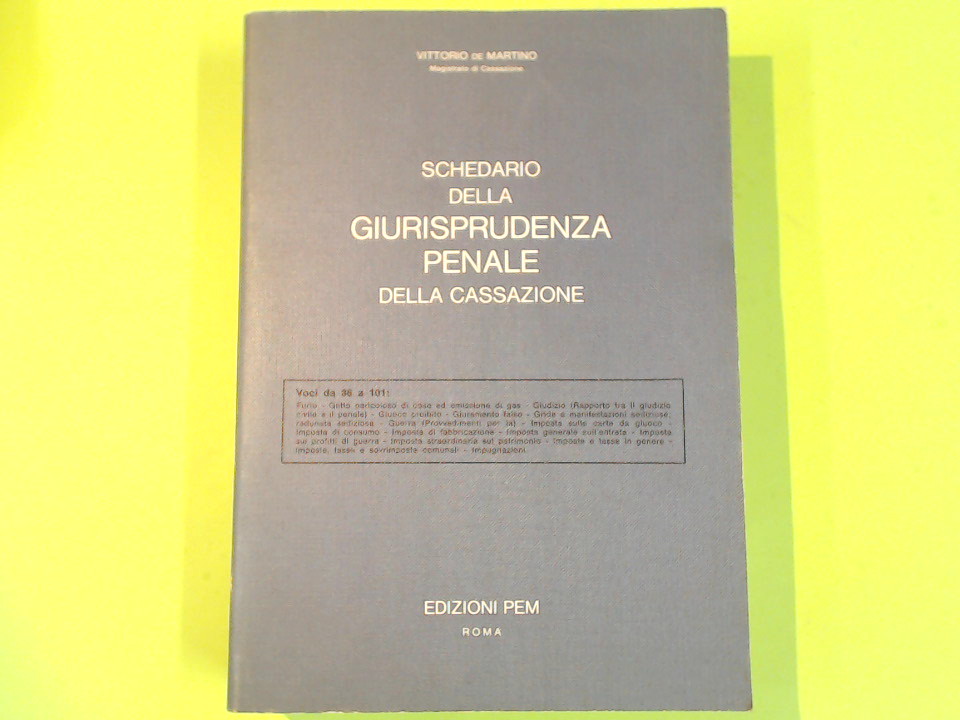 VITTORIO DE MARTINO
Magistrato di Cassazione
SCHEDARIO
DELLA
GIURISPRUDENZA
PENALE
DELLA CASSAZIONE
Voci da 86 a 101:
Furto - Getto pericoloso di cose ed emissione di gas - Giudizio (Rapporto fra il giudizio
civile e il penale) - Giuoco proibito - Giuramento falso - Grida e manifestazioni sediziose,
radunata sediziosa - Guerra (Provvedimenti per la) - Imposta sulle carte da giuoco -
Imposta di consumo - Imposta di fabbricazione - Imposta generale sull'entrata - Imposta
sui profitti di guerra - Imposta straordinaria sul patrimonio - Imposte e tasse in genere -
Imposte, tasse e sovrimposte comunali - Impugnazioni.
EDIZIONI PEM
ROMA